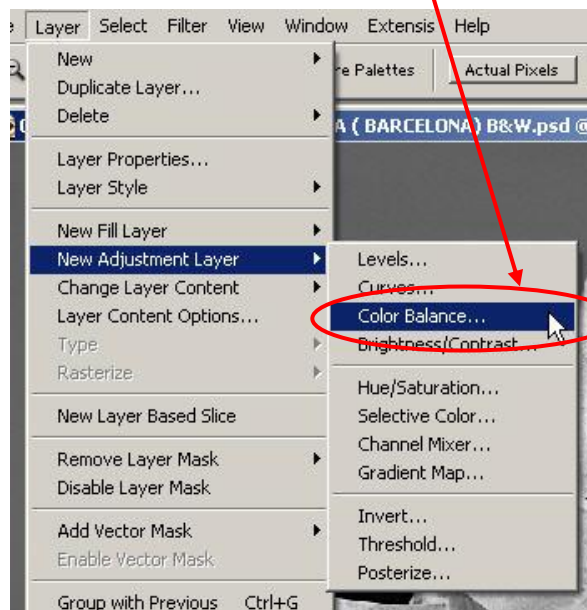 Layer Select Filter View Window Extensis Help
Palettes Actual Pixels
A ( BARCELONA) B&W.psd @
New
Duplicate Layer...
Delete
Layer Properties...
Layer Style
New Fill Layer
New Adjustment Layer
Change Layer Content
Layer Content Options...
Type
Rasterize
New Layer Based Slice
Remove Layer Mask
Disable Layer Mask
Add Vector Mask
Enable Vector Mask
Group with Previous Ctrl+G
Levels...
Curves...
Color Balance...
Brightness/Contrast...
Hue/Saturation...
Selective Color...
Channel Mixer...
Gradient Map...
Invert...
Threshold...
Posterize...